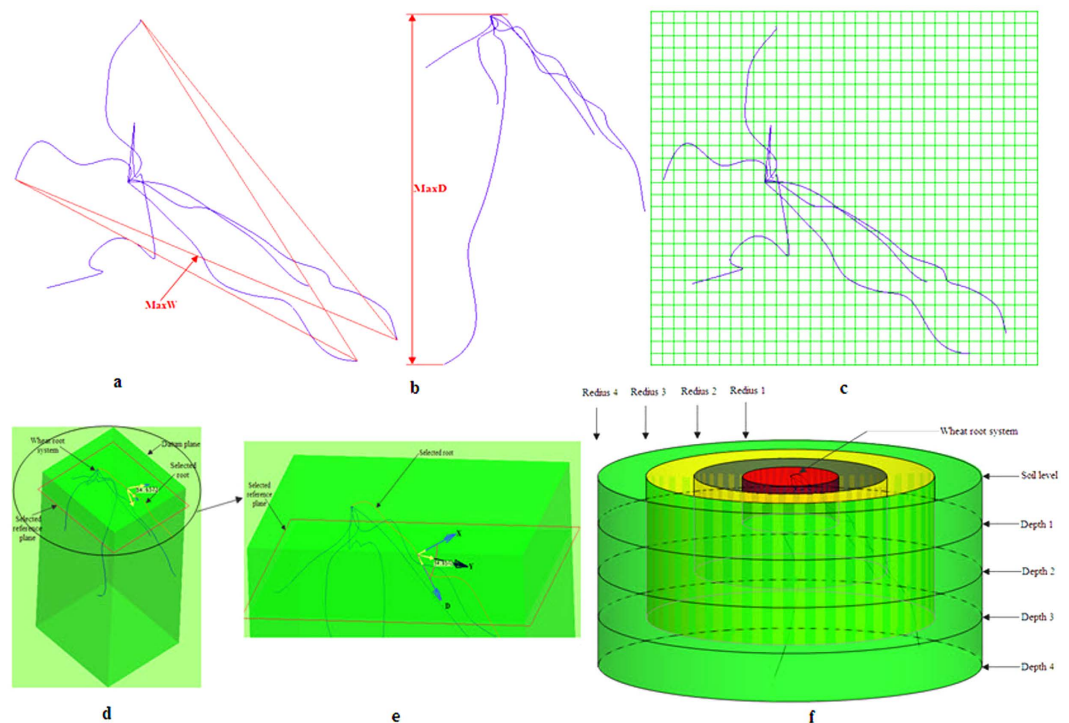 MaxD
MaxW
a
b
c
Redius 4
Redius 3
Redius 2
Redius 1
Wheat root
system
Datum plane
Selected
root
Selected
reference
plane
Selected root
Selected
reference
plane
X
Y
D
Wheat root system
Soil level
Depth 1
Depth 2
Depth 3
Depth 4
d
e
f